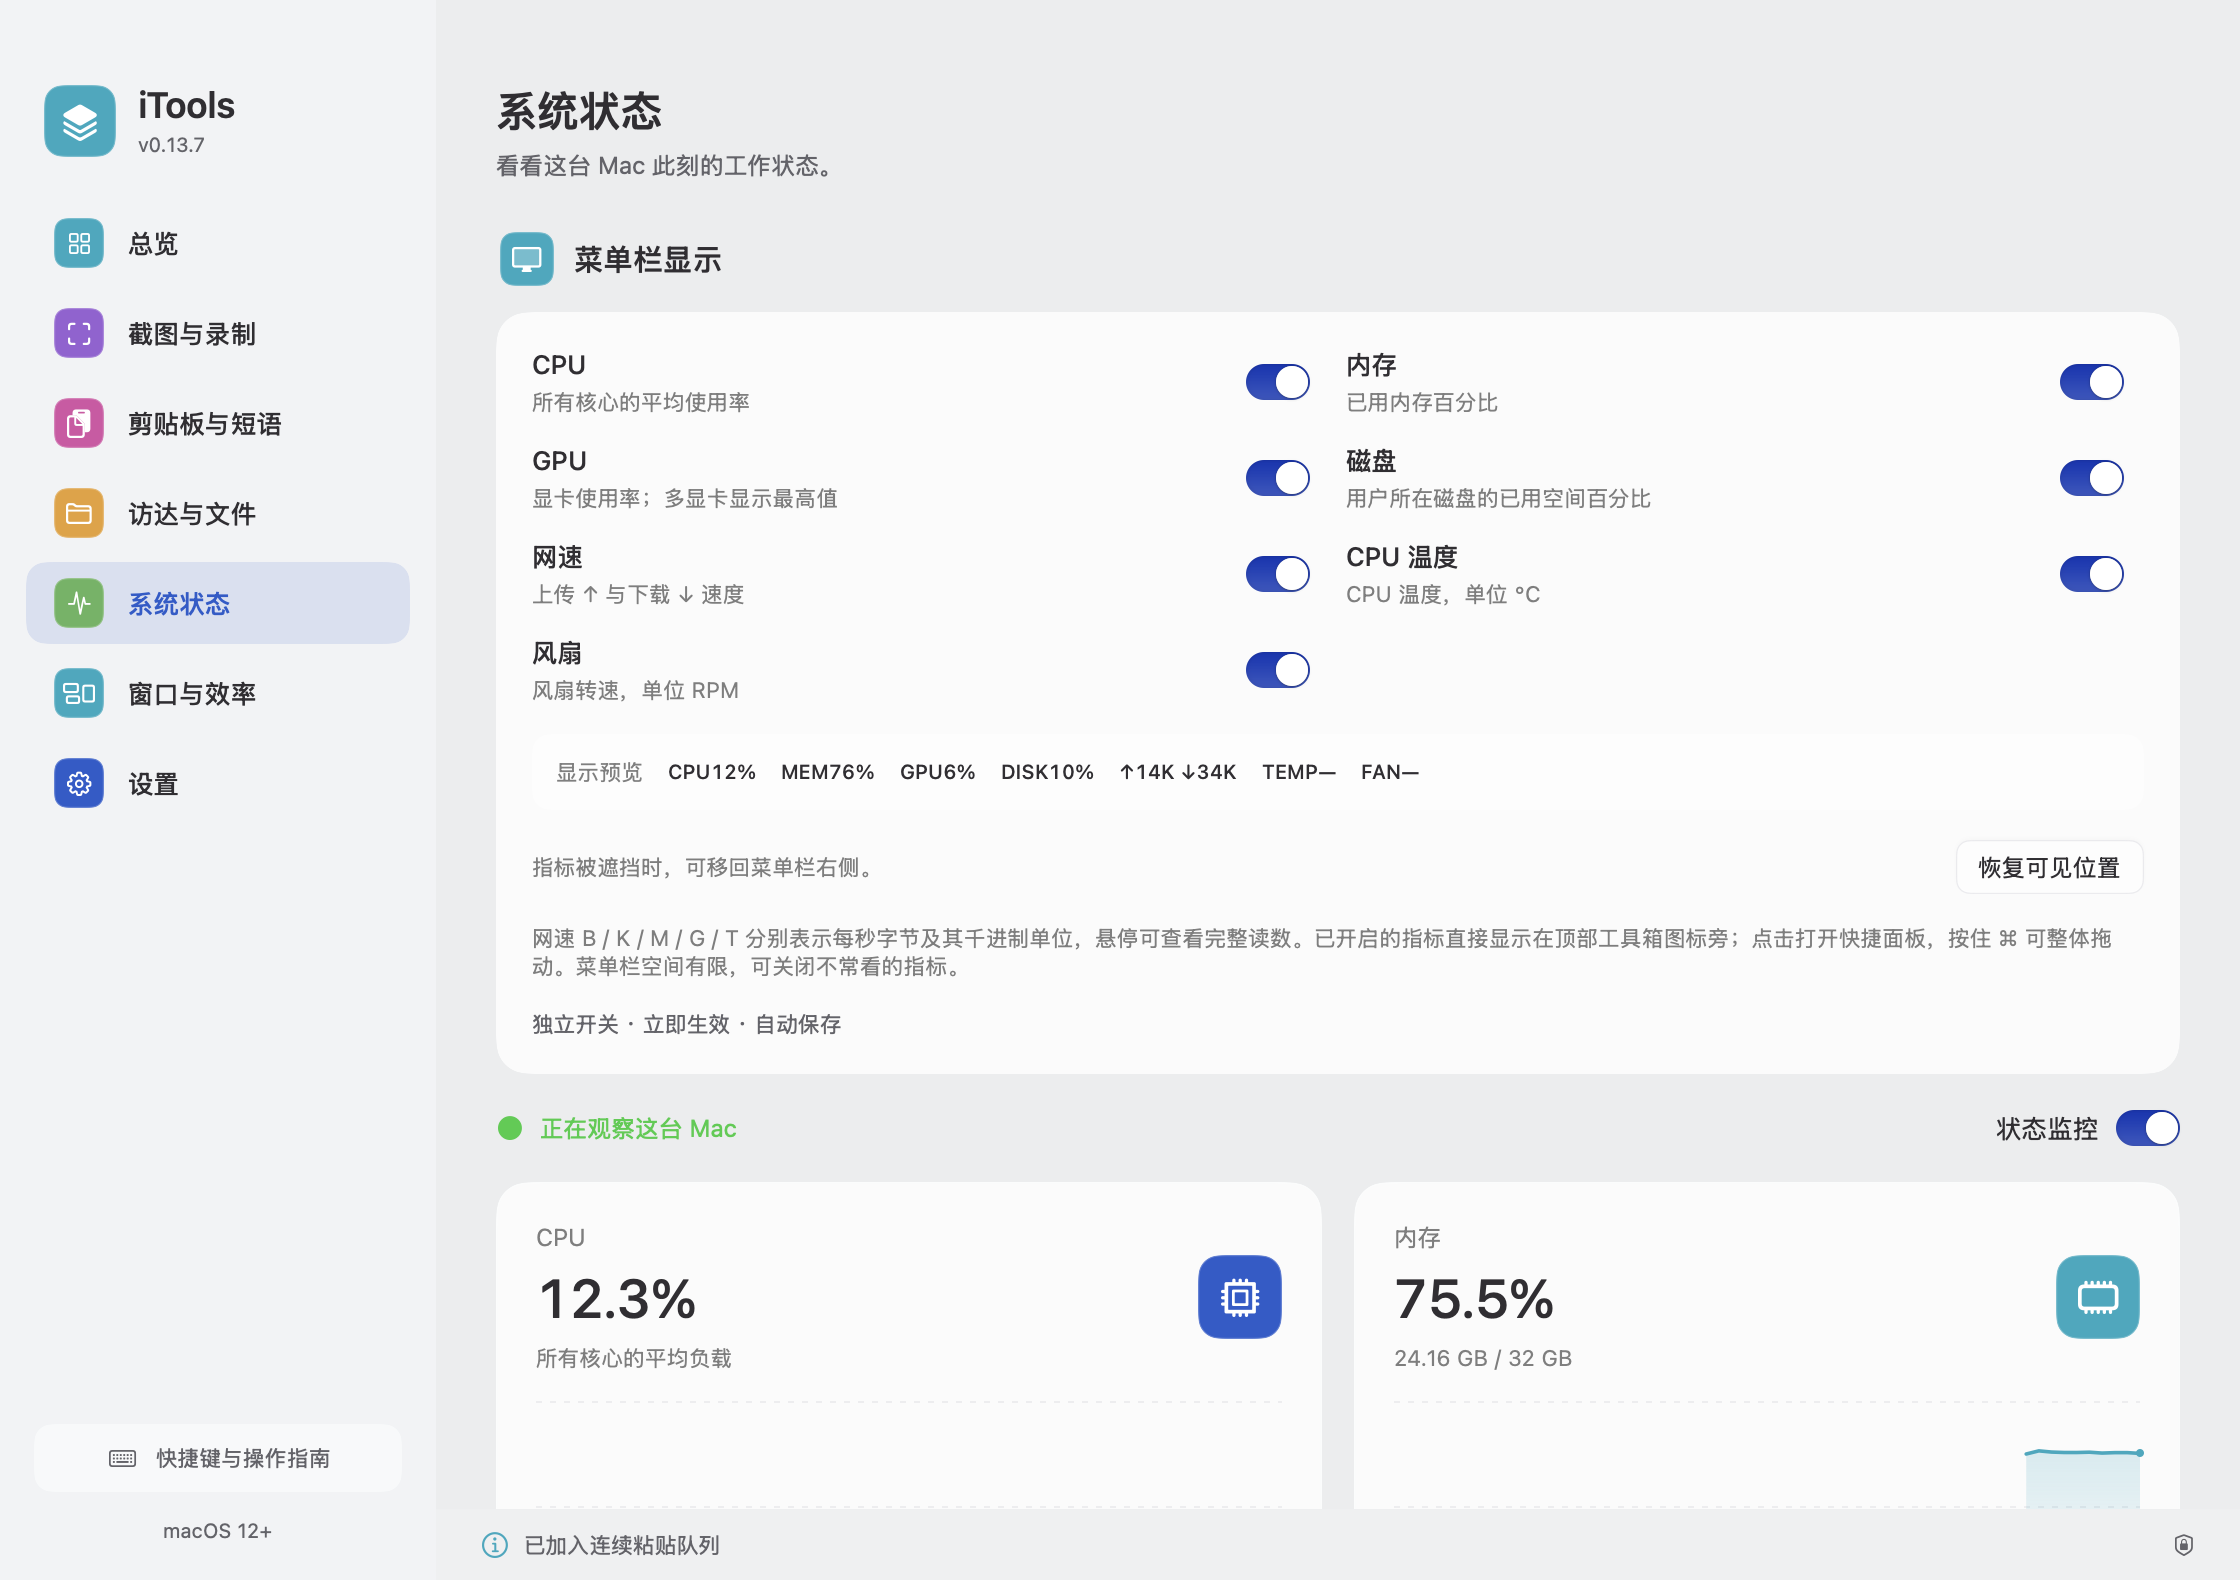 iTools
v0.13.7
总览
截图与录制
剪贴板与短语
访达与文件
系统状态
窗口与效率
设置
快捷键与操作指南
macOS 12+
系统状态
看看这台 Mac 此刻的工作状态。
菜单栏显示
CPU
所有核心的平均使用率
内存
已用内存百分比
GPU
显卡使用率；多显卡显示最高值
磁盘
用户所在磁盘的已用空间百分比
网速
上传 ↑ 与下载 ↓ 速度
CPU 温度
CPU 温度，单位 °C
风扇
风扇转速，单位 RPM
显示预览 CPU12% MEM76% GPU6% DISK10% ↑14K ↓34K TEMP— FAN—
指标被遮挡时，可移回菜单栏右侧。
恢复可见位置
网速 B / K / M / G / T 分别表示每秒字节及其千进制单位，悬停可查看完整读数。已开启的指标直接显示在顶部工具箱图标旁；点击打开快捷面板，按住 ⌘ 可整体拖
动。菜单栏空间有限，可关闭不常看的指标。
独立开关 · 立即生效 · 自动保存
正在观察这台 Mac
状态监控
CPU
12.3%
所有核心的平均负载
内存
75.5%
24.16 GB / 32 GB
已加入连续粘贴队列